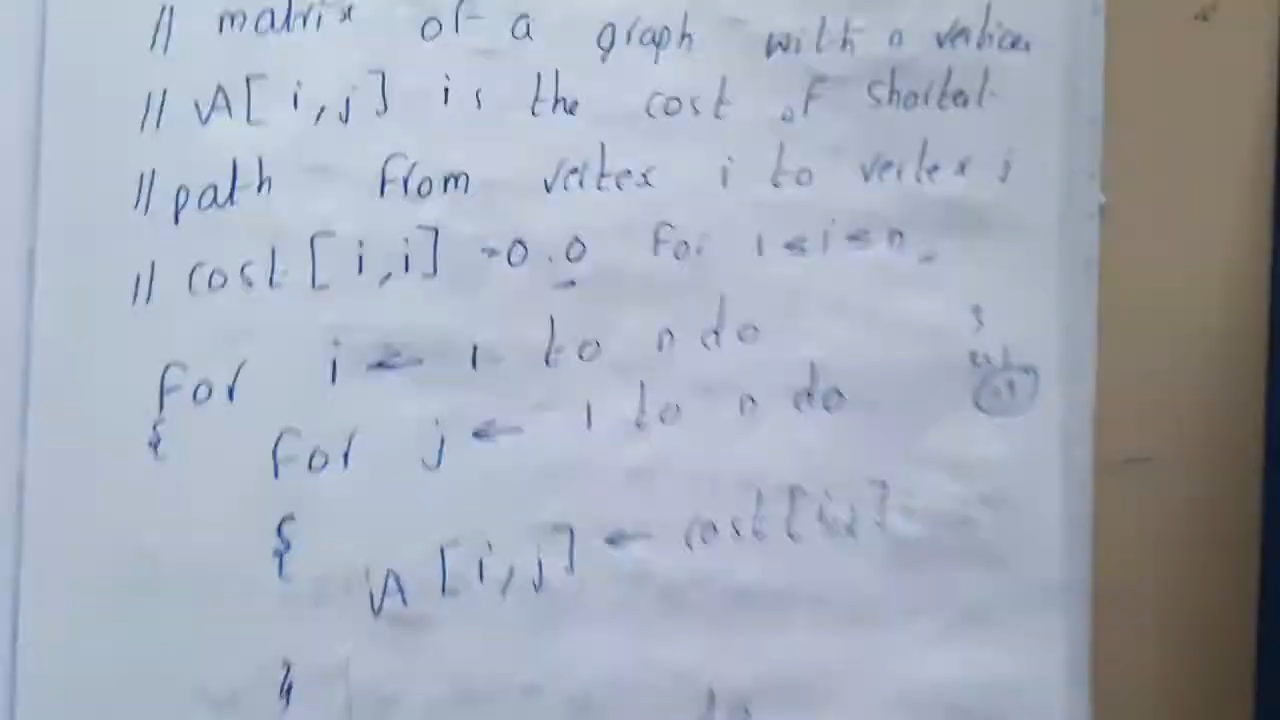 // matrix of a graph with n vertices
// A[i,j] is the cost of shortest
// path from vertex i to vertex j
// cost [i,i] =0.0 for 1≤i≤n.
for i ← 1 to n do
{ for j ← 1 to n do
{ A[i,j] ← cost[i,j]
}
to